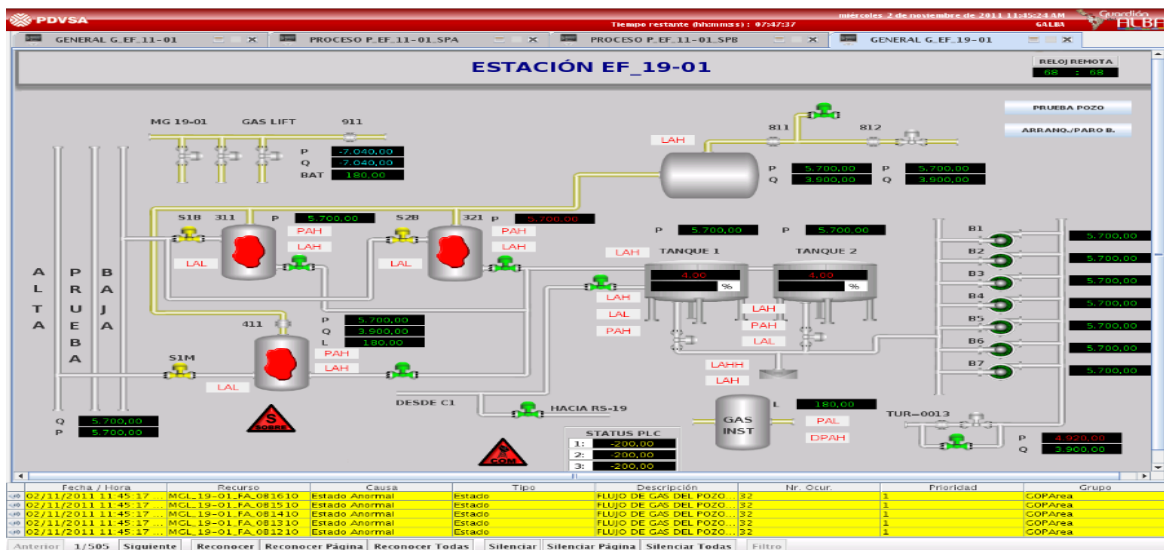 PDVSA
miércoles 2 de noviembre de 2011 11:45:24 AM
Tiempo restante (hh:mm:ss) : 07:47:37
GALBA
Guardián
ALBA
GENERAL G_EF_11-01
PROCESO P_EF_11-01_SPA
PROCESO P_EF_11-01_SPB
GENERAL G_EF_19-01
ESTACIÓN EF_19-01
RELOJ REMOTA
68 : 68
PRUEBA POZO
ARRANQ./PARO B.
MG 19-01 GAS LIFT 911
P -7.040,00
Q -7.040,00
BAT 180,00
LAH
811 812
P 5.700,00 P 5.700,00
Q 3.900,00 Q 3.900,00
S1B 311 P 5.700,00
PAH
LAH
LAL
S2B 321 P 5.700,00
PAH
LAH
LAL
P 5.700,00 P 5.700,00
LAH TANQUE 1 TANQUE 2
4.00 4.00
% %
LAH
LAL
PAH
LAH
PAH
LAL
LAHH
LAH
B1 5.700,00
B2 5.700,00
B3 5.700,00
B4 5.700,00
B5 5.700,00
B6 5.700,00
B7 5.700,00
ALTA
PRUEBA
BAJA
411
P 5.700,00
Q 3.900,00
L 180,00
PAH
LAH
S1M
LAL
Q 5.700,00
P 5.700,00
S
SOBRE
COM
DESDE C1
HACIA RS-19
STATUS PLC
1: -200,00
2: -200,00
3: -200,00
GAS
INST
L 180,00
PAL
DPAH
TUR-0013
P 4.920,00
Q 3.900,00
Fecha / Hora Recurso Causa Tipo Descripción Nr. Ocur. Prioridad Grupo
02/11/2011 11:45:17 ... MGL_19-01_FA_081610 Estado Anormal Estado FLUJO DE GAS DEL POZO... 32 1 GOPArea
02/11/2011 11:45:17 ... MGL_19-01_FA_081510 Estado Anormal Estado FLUJO DE GAS DEL POZO... 32 1 GOPArea
02/11/2011 11:45:17 ... MGL_19-01_FA_081410 Estado Anormal Estado FLUJO DE GAS DEL POZO... 32 1 GOPArea
02/11/2011 11:45:17 ... MGL_19-01_FA_081310 Estado Anormal Estado FLUJO DE GAS DEL POZO... 32 1 GOPArea
02/11/2011 11:45:17 ... MGL_19-01_FA_081210 Estado Anormal Estado FLUJO DE GAS DEL POZO... 32 1 GOPArea
Anterior 1/505 Siguiente Reconocer Reconocer Página Reconocer Todas Silenciar Silenciar Página Silenciar Todas Filtro